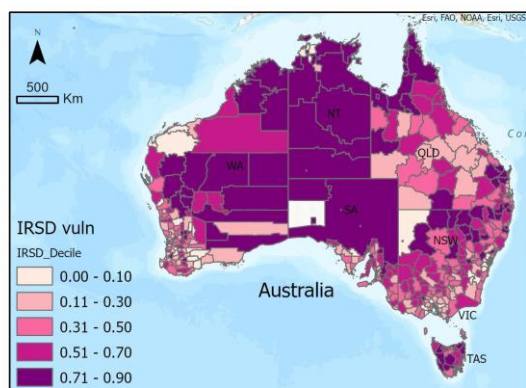 Esri, FAO, NOAA, Esri, USGS
N
500
Km
NT
QLD
WA
SA
NSW
VIC
TAS
Australia
IRSD vuln
IRSD_Decile
0.00 - 0.10
0.11 - 0.30
0.31 - 0.50
0.51 - 0.70
0.71 - 0.90